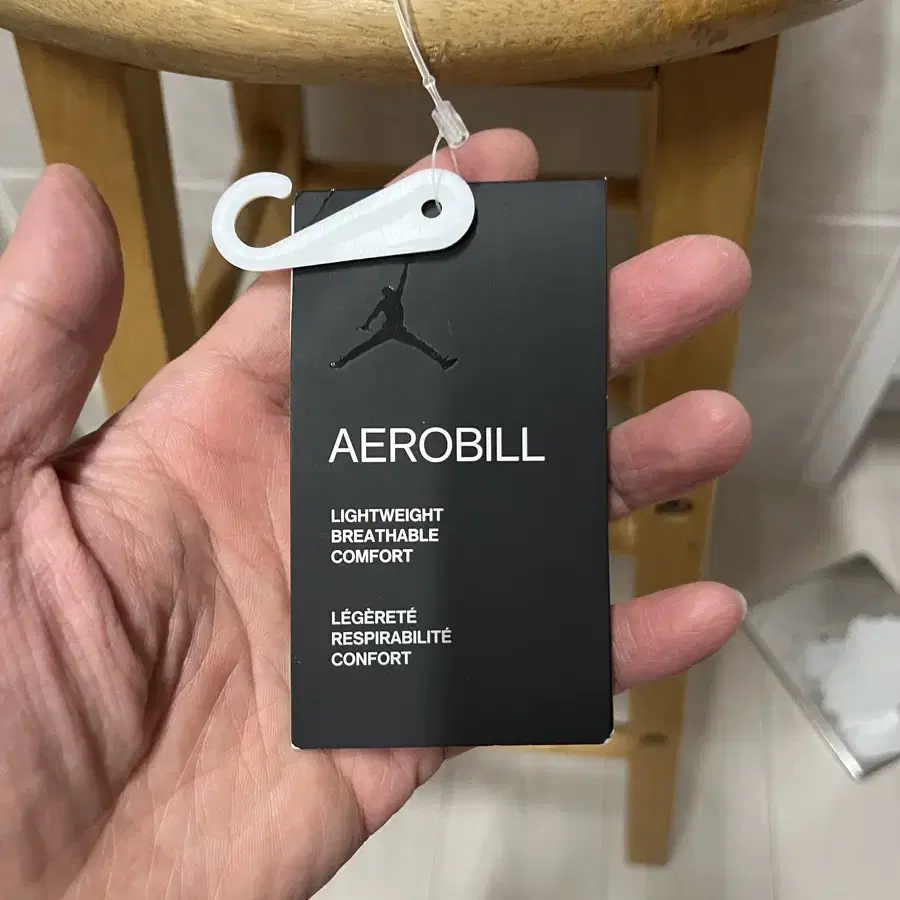 AEROBILL
LIGHTWEIGHT
BREATHABLE
COMFORT
LÉGÈRETÉ
RESPIRABILITÉ
CONFORT